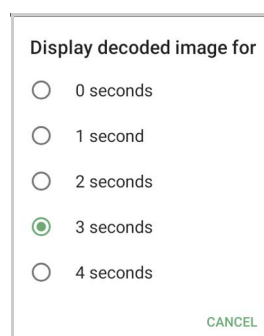 Display decoded image for
0 seconds
1 second
2 seconds
3 seconds
4 seconds
CANCEL